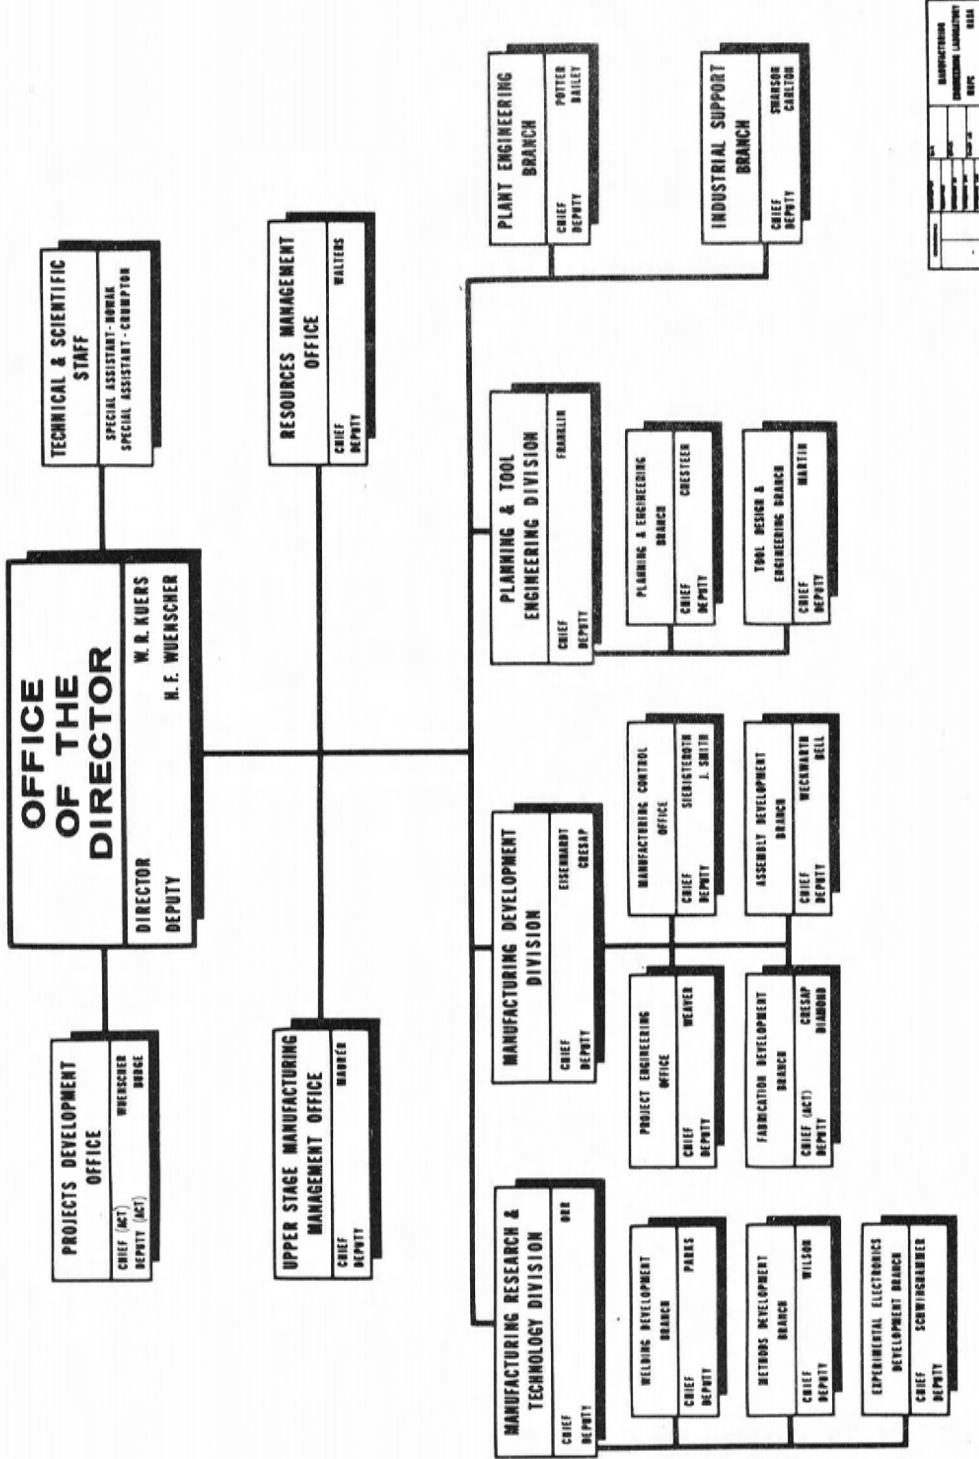 OFFICE
OF THE
DIRECTOR
DIRECTOR W. R. KUERS
DEPUTY H. F. WUENSCHER
PROJECTS DEVELOPMENT
OFFICE
CHIEF (ACT) WUENSCHER
DEPUTY (ACT) BURGE
TECHNICAL & SCIENTIFIC
STAFF
SPECIAL ASSISTANT-NOWAK
SPECIAL ASSISTANT-CRUMPTON
UPPER STAGE MANUFACTURING
MANAGEMENT OFFICE
CHIEF MAURÉR
DEPUTY
RESOURCES MANAGEMENT
OFFICE
CHIEF WALTERS
DEPUTY
MANUFACTURING RESEARCH &
TECHNOLOGY DIVISION
CHIEF ORR
DEPUTY
WELDING DEVELOPMENT
BRANCH
CHIEF PARKS
DEPUTY
METHODS DEVELOPMENT
BRANCH
CHIEF WILSON
DEPUTY
EXPERIMENTAL ELECTRONICS
DEVELOPMENT BRANCH
CHIEF SCHWINGHAMMER
DEPUTY
MANUFACTURING DEVELOPMENT
DIVISION
CHIEF EISENHARDT
DEPUTY CRESAP
PROJECT ENGINEERING
OFFICE
CHIEF WEAVER
DEPUTY
MANUFACTURING CONTROL
OFFICE
CHIEF SIEBIGTEROTH
DEPUTY J. SMITH
FABRICATION DEVELOPMENT
BRANCH
CHIEF (ACT) CRESAP
DEPUTY DIAMOND
ASSEMBLY DEVELOPMENT
BRANCH
CHIEF WECKWARTH
DEPUTY BELL
PLANNING & TOOL
ENGINEERING DIVISION
CHIEF FRANKLIN
DEPUTY
PLANNING & ENGINEERING
BRANCH
CHIEF CHESTEEN
DEPUTY
TOOL DESIGN &
ENGINEERING BRANCH
CHIEF MARTIN
DEPUTY
PLANT ENGINEERING
BRANCH
CHIEF POTTER
DEPUTY BAILEY
INDUSTRIAL SUPPORT
BRANCH
CHIEF SWANSON
DEPUTY CARLTON
MANUFACTURING
ENGINEERING LABORATORY
MSFC NASA